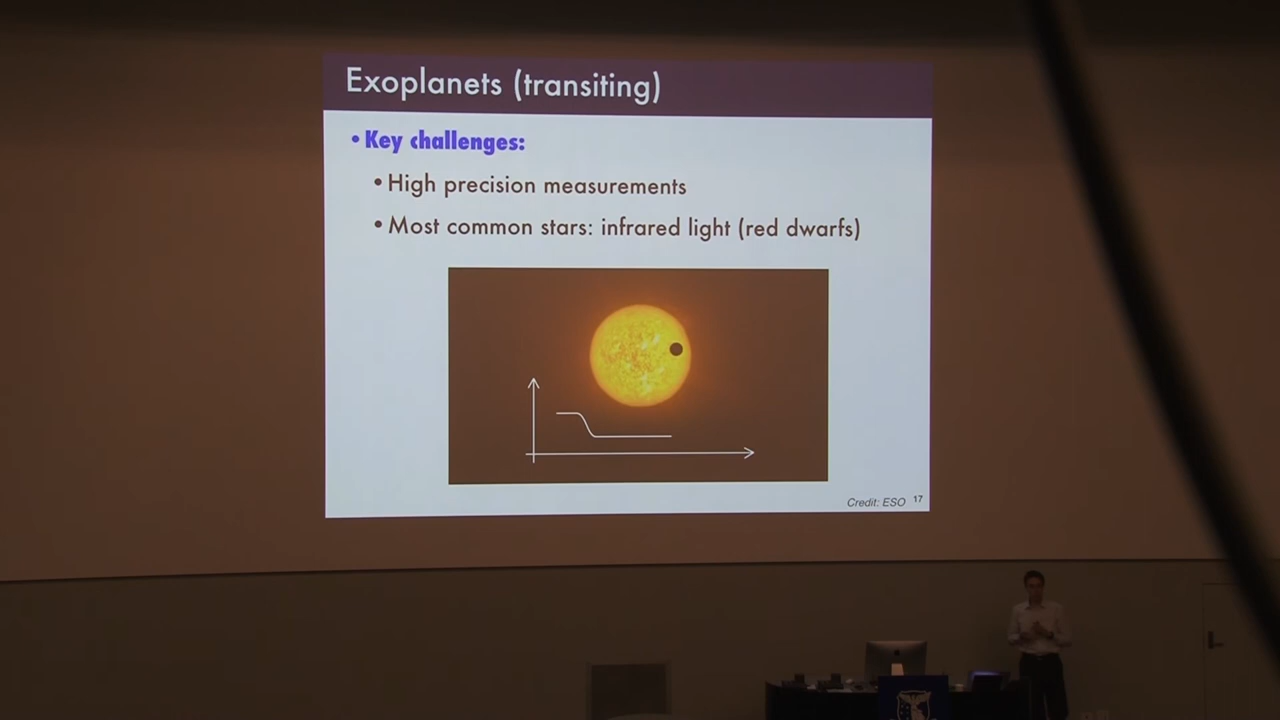 Exoplanets (transiting)
• Key challenges:
• High precision measurements
• Most common stars: infrared light (red dwarfs)
Credit: ESO 17